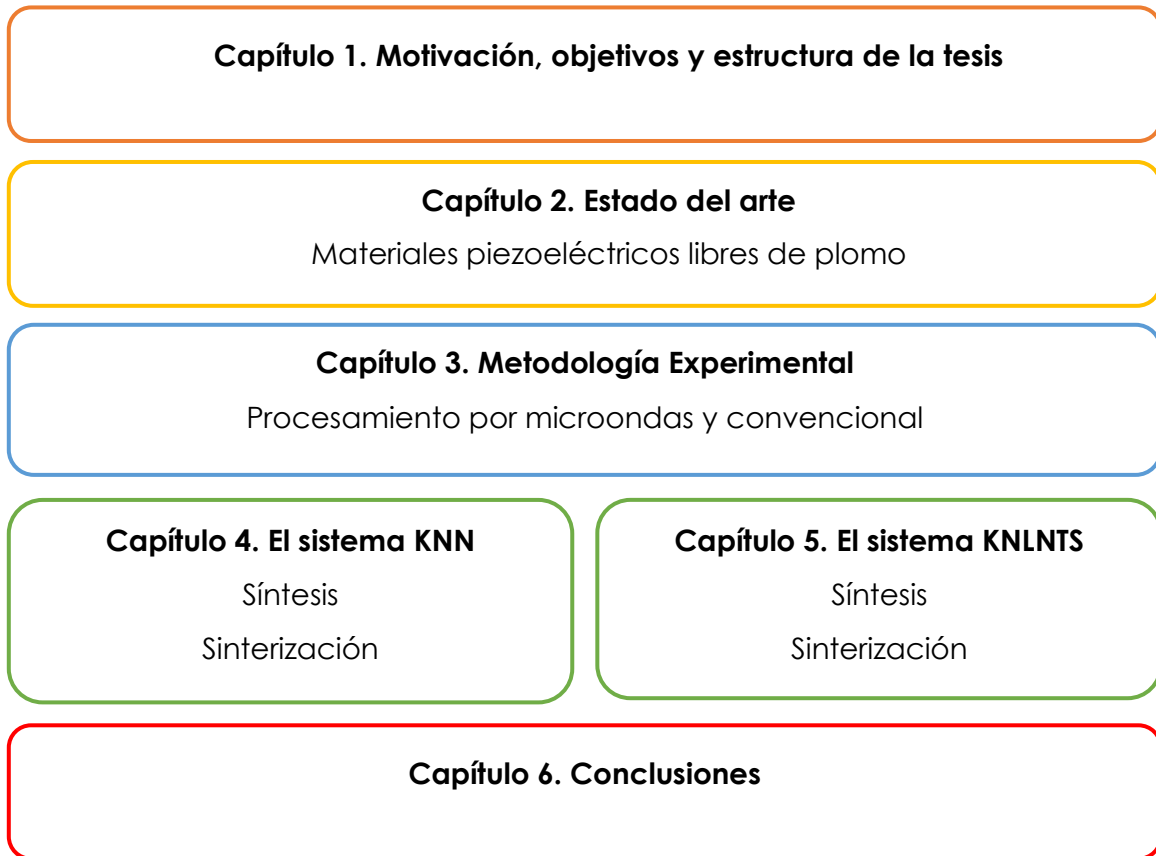 Capítulo 1. Motivación, objetivos y estructura de la tesis
Capítulo 2. Estado del arte
Materiales piezoeléctricos libres de plomo
Capítulo 3. Metodología Experimental
Procesamiento por microondas y convencional
Capítulo 4. El sistema KNN
Síntesis
Sinterización
Capítulo 5. El sistema KNLNTS
Síntesis
Sinterización
Capítulo 6. Conclusiones